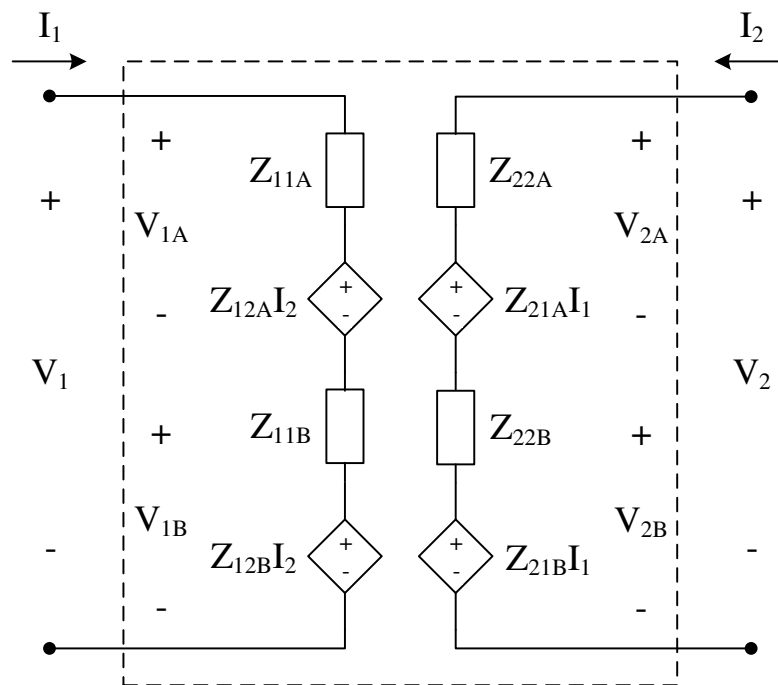 I₁ I₂
+ +
Z₁₁ₐ Z₂₂ₐ
+ +
V₁ₐ V₂ₐ
+ +
Z₁₂ₐI₂ - - Z₂₁ₐI₁
- -
V₁ V₂
+ Z₁₁B Z₂₂B +
V₁B V₂B
- + + -
Z₁₂BI₂ - - Z₂₁BI₁
- -